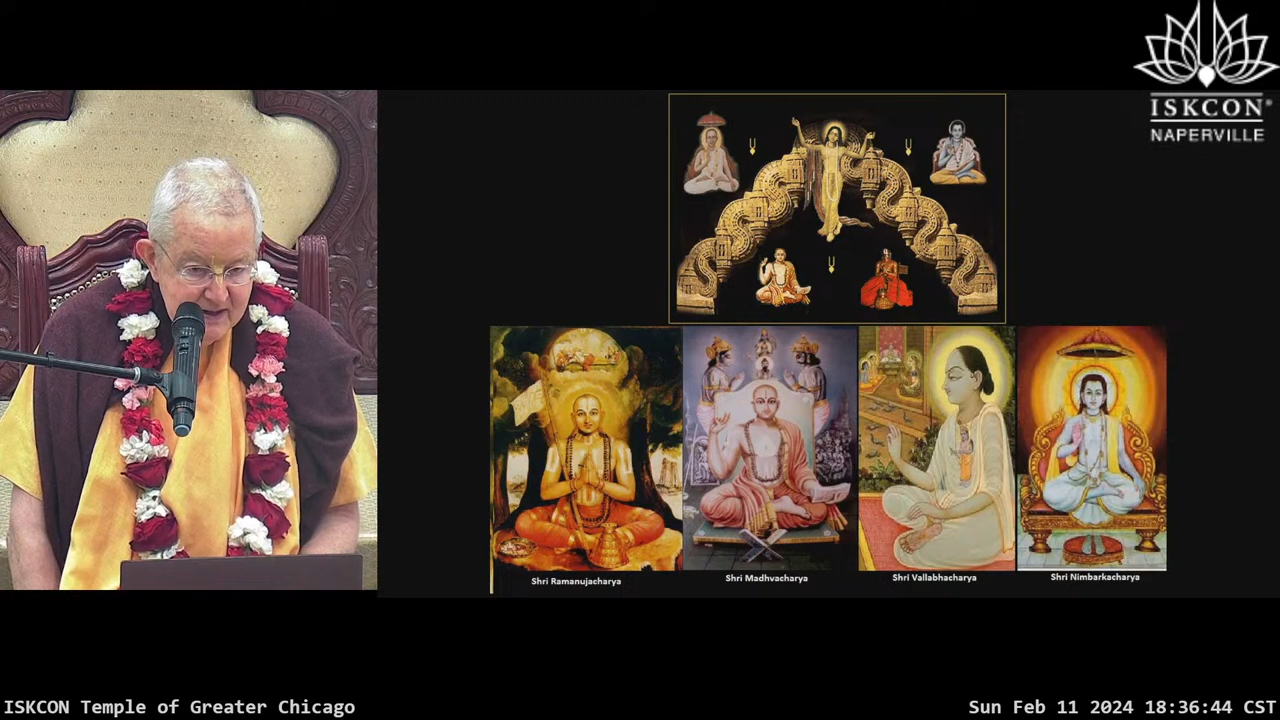 ISKCON®
NAPERVILLE
Shri Ramanujacharya
Shri Madhvacharya
Shri Vallabhacharya
Shri Nimbarkacharya
ISKCON Temple of Greater Chicago
Sun Feb 11 2024 18:36:44 CST